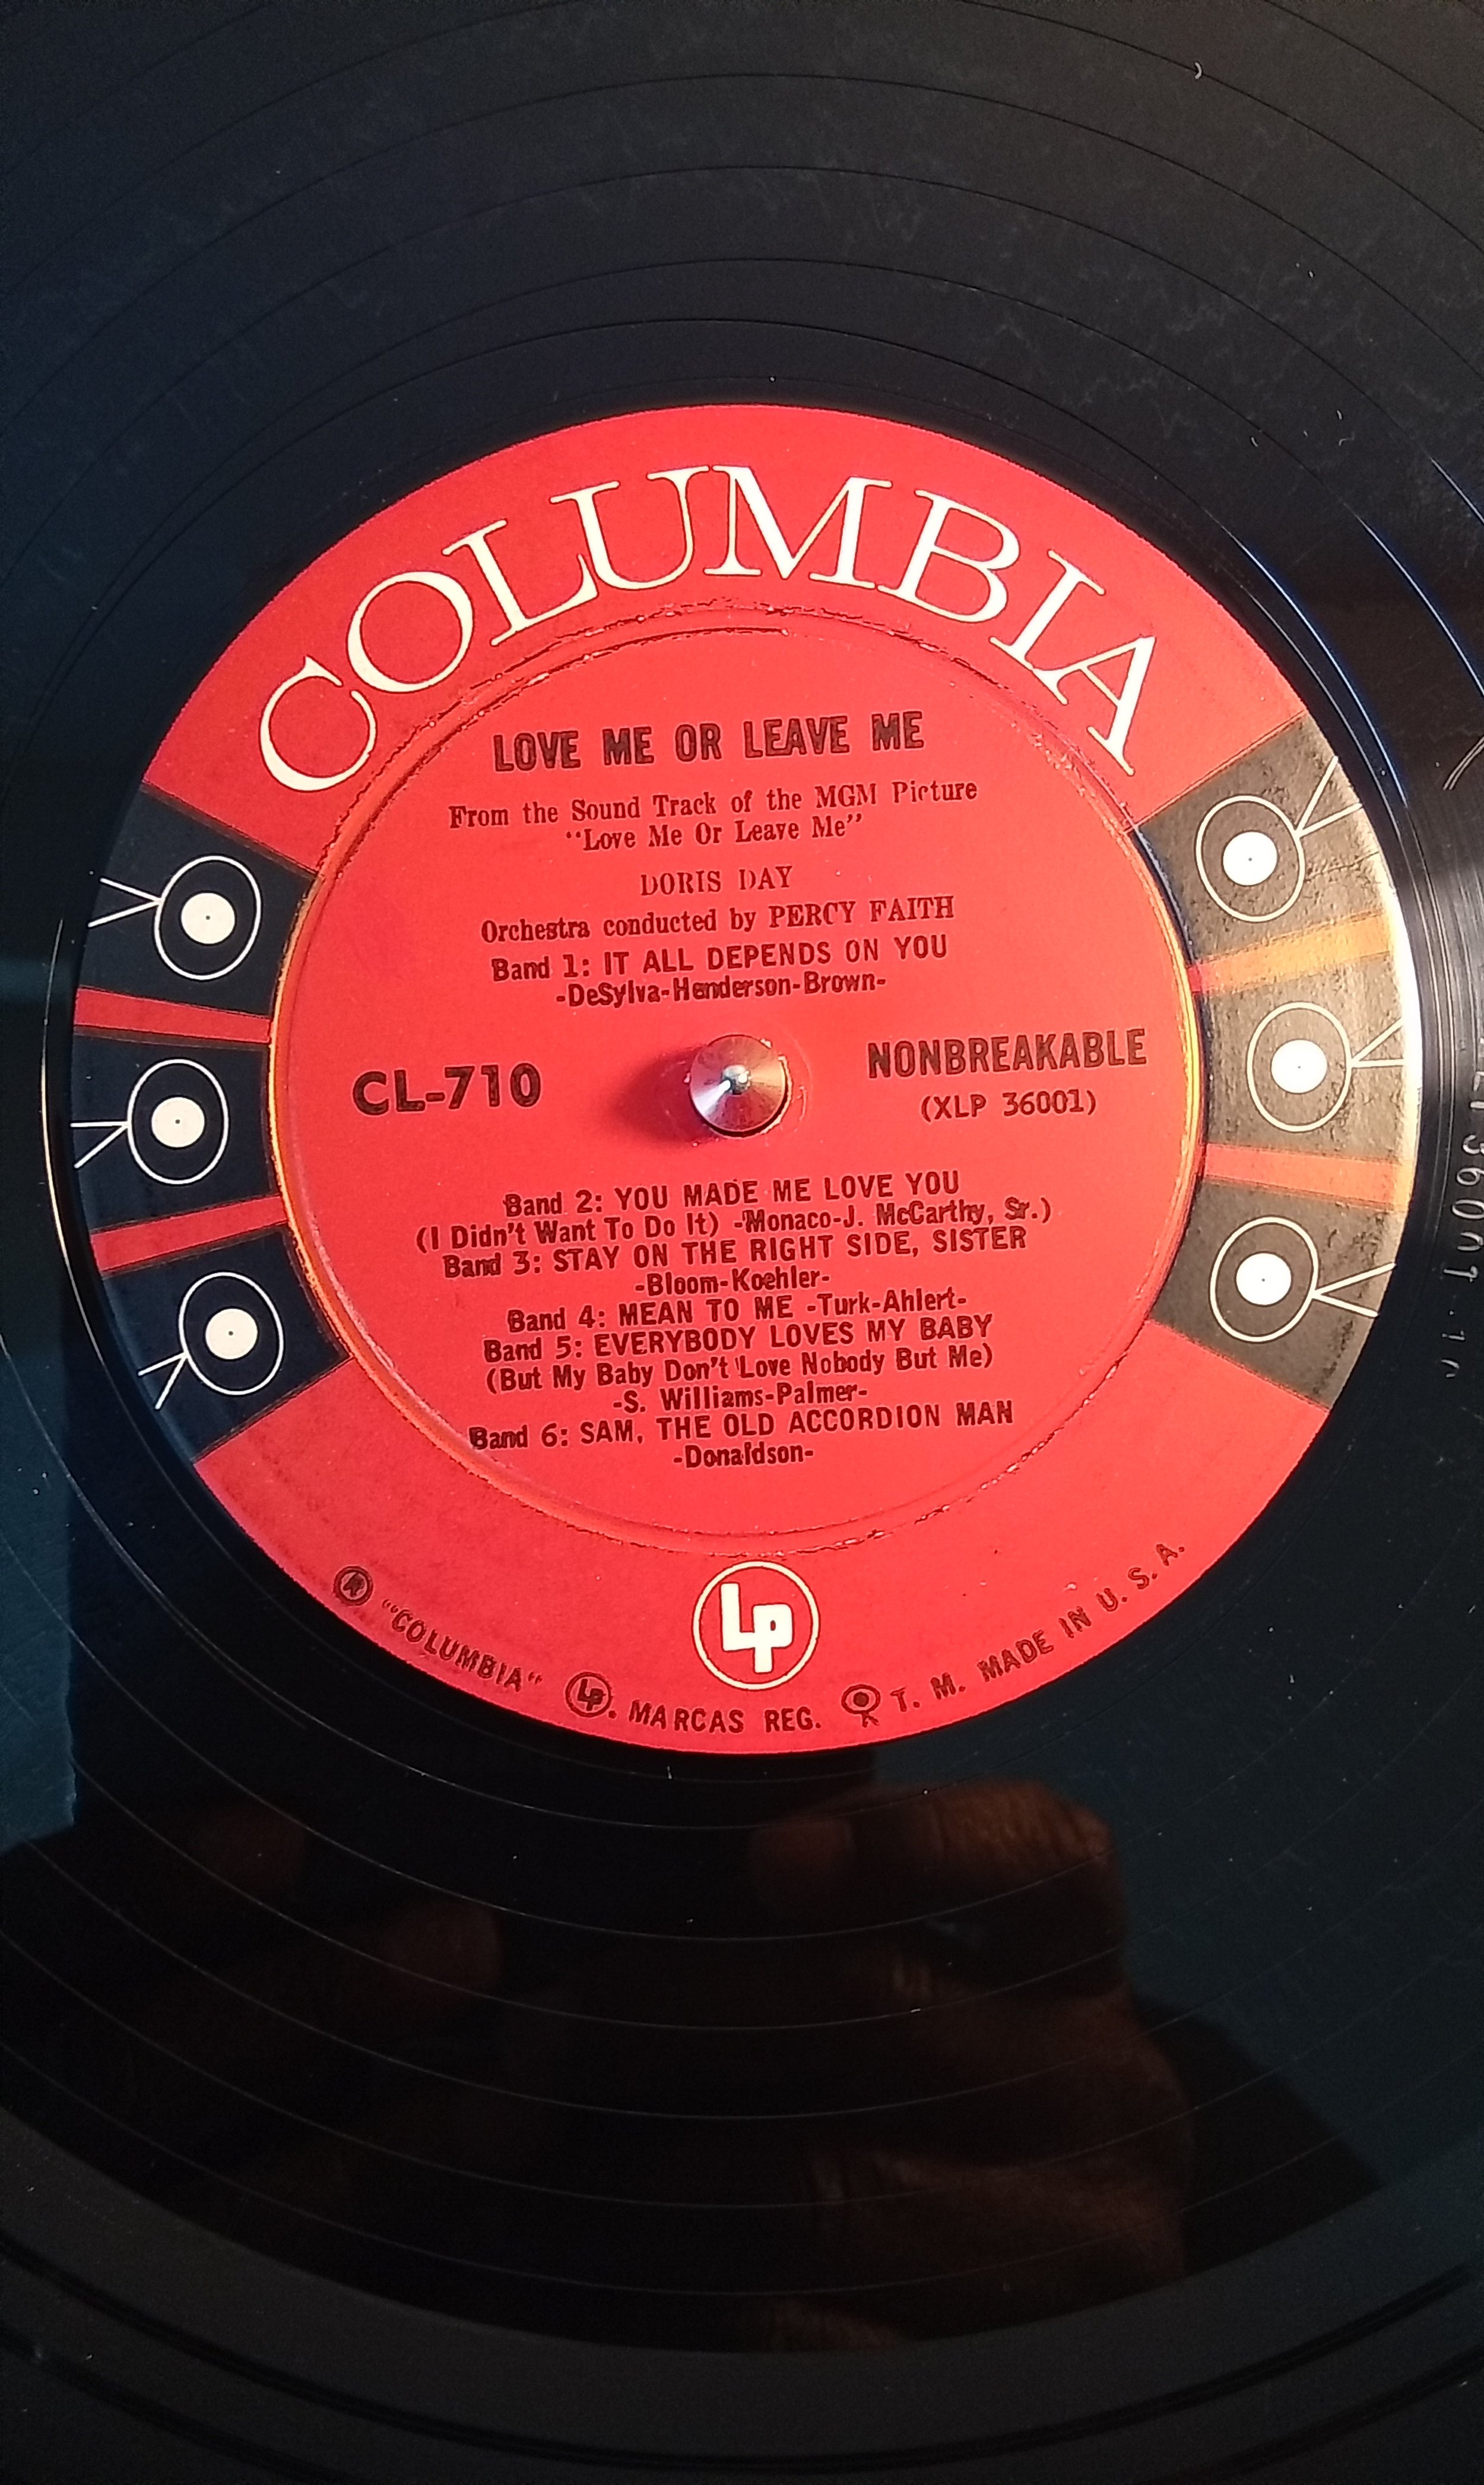 COLUMBIA
LOVE ME OR LEAVE ME
From the Sound Track of the MGM Picture
"Love Me Or Leave Me"
DORIS DAY
Orchestra conducted by PERCY FAITH
Band 1: IT ALL DEPENDS ON YOU
-DeSylva-Henderson-Brown-
CL-710
NONBREAKABLE
(XLP 36001)
Band 2: YOU MADE ME LOVE YOU
(I Didn't Want To Do It) -Monaco-J. McCarthy, Sr.)
Band 3: STAY ON THE RIGHT SIDE, SISTER
-Bloom-Koehler-
Band 4: MEAN TO ME -Turk-Ahlert-
Band 5: EVERYBODY LOVES MY BABY
(But My Baby Don't Love Nobody But Me)
-S. Williams-Palmer-
Band 6: SAM, THE OLD ACCORDION MAN
-Donaldson-
Lp
® "COLUMBIA" Lp. MARCAS REG. T. M. MADE IN U. S. A.